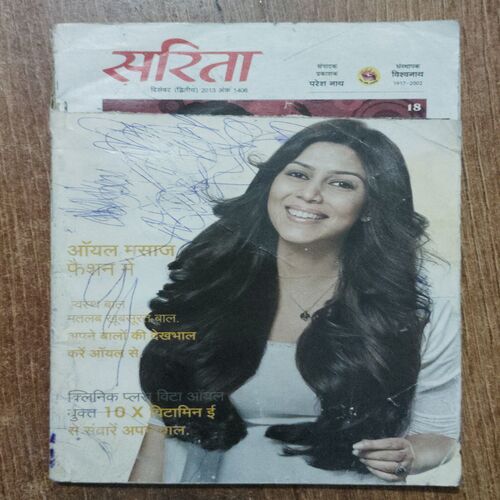 सरिता
दिसंबर (द्वितीय) 2013 अंक 1406
संपादक
प्रकाशक
परेश नाथ
संस्थापक
विश्वनाथ
1917-2002
18
ऑयल मसाज
फैशन में
स्वस्थ बाल
मतलब खूबसूरत बाल.
अपने बालों की देखभाल
करें ऑयल से
क्लिनिक प्लस विटा ऑयल
युक्त 10 X विटामिन ई
से संवारें अपने बाल.